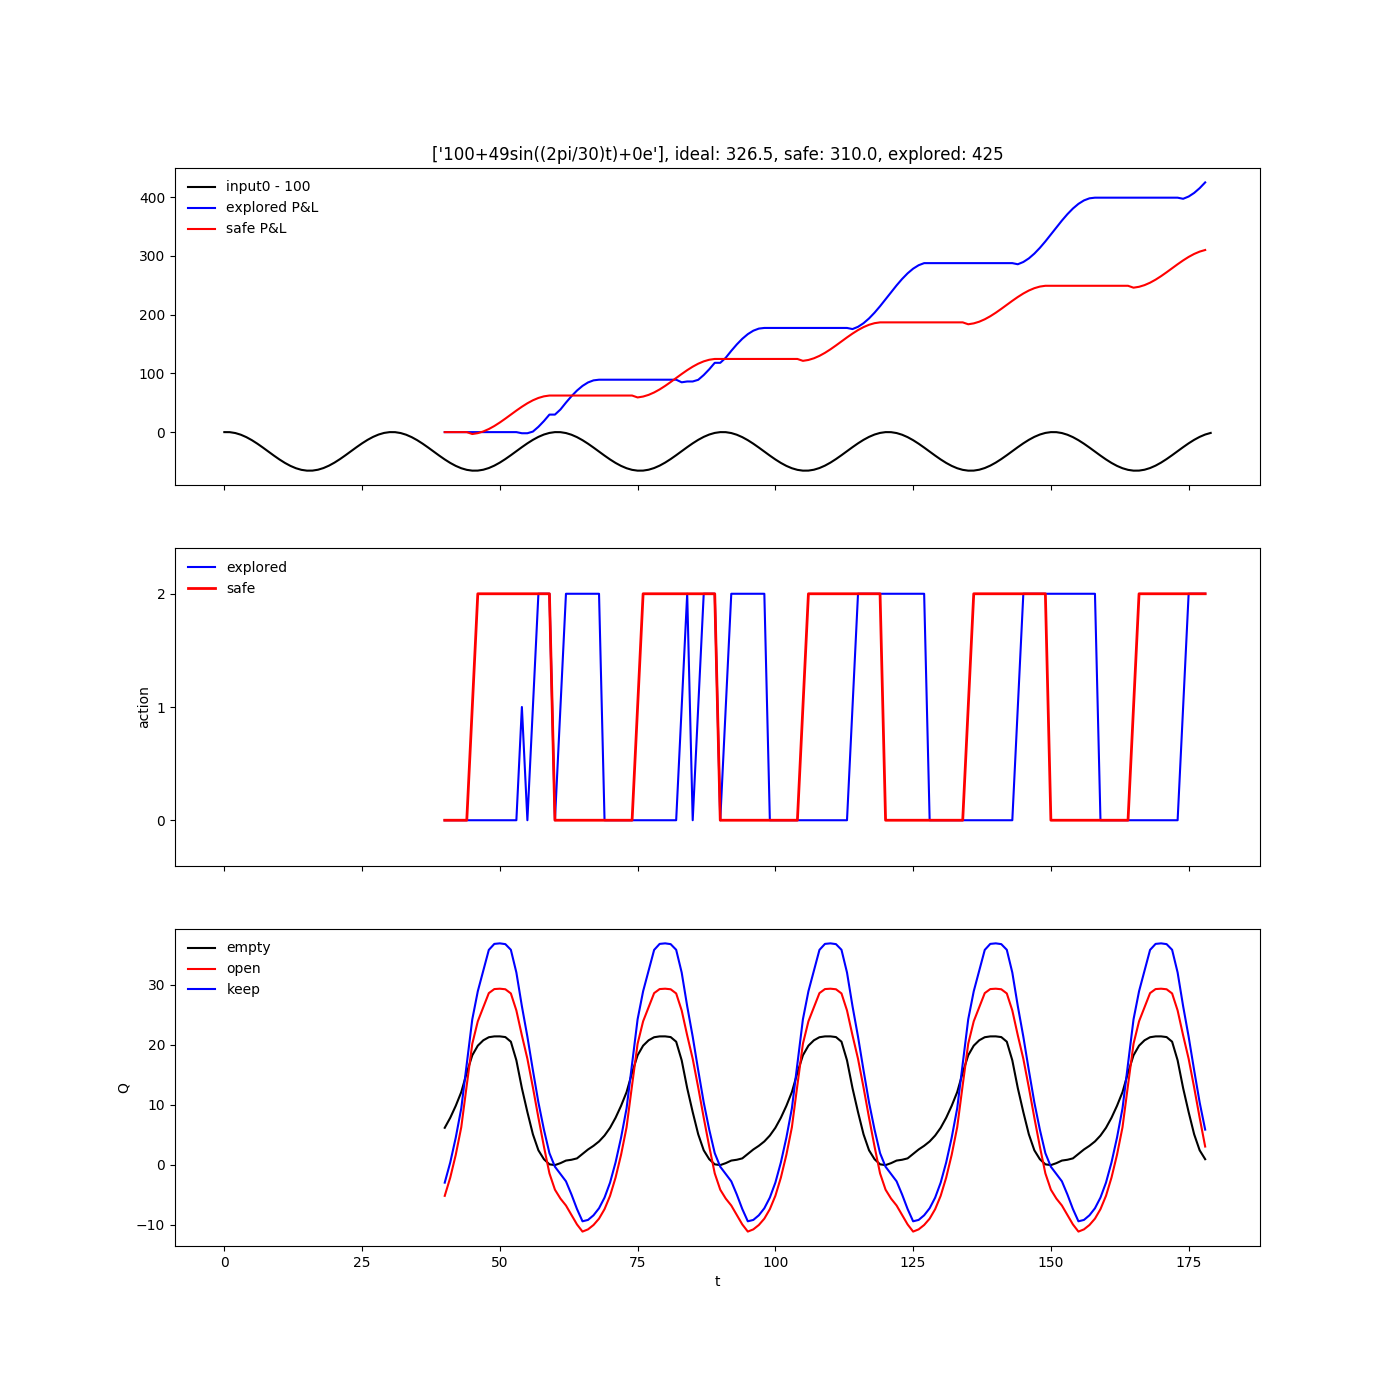 ['100+49sin((2pi/30)t)+0e'], ideal: 326.5, safe: 310.0, explored: 425
input0 - 100
explored P&L
safe P&L
400
300
200
100
0
explored
safe
2
1
0
action
empty
open
keep
30
20
10
0
−10
Q
0 25 50 75 100 125 150 175
t